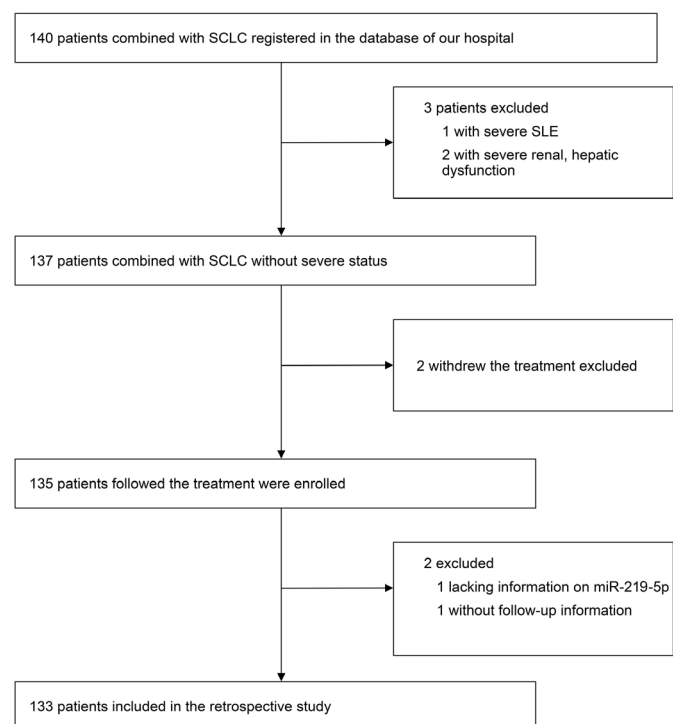 140 patients combined with SCLC registered in the database of our hospital
3 patients excluded
1 with severe SLE
2 with severe renal, hepatic
dysfunction
137 patients combined with SCLC without severe status
2 withdrew the treatment excluded
135 patients followed the treatment were enrolled
2 excluded
1 lacking information on miR-219-5p
1 without follow-up information
133 patients included in the retrospective study